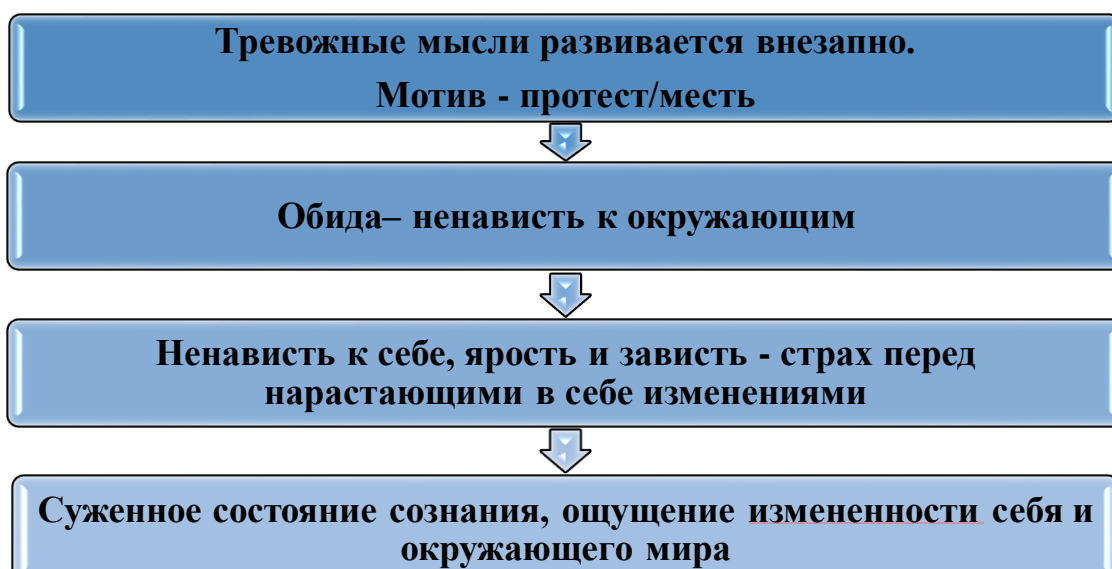 Тревожные мысли развивается внезапно.
Мотив - протест/месть
Обида– ненависть к окружающим
Ненависть к себе, ярость и зависть - страх перед
нарастающими в себе изменениями
Суженное состояние сознания, ощущение измененности себя и
окружающего мира